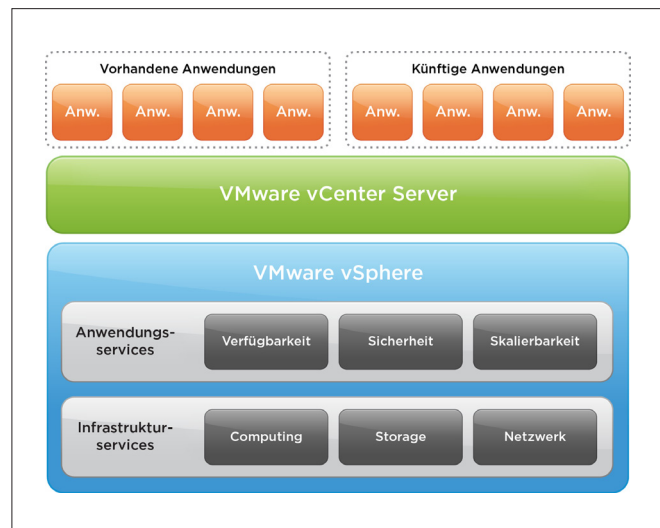 Vorhandene Anwendungen
Künftige Anwendungen
Anw. Anw. Anw. Anw.
Anw. Anw. Anw. Anw.
VMware vCenter Server
VMware vSphere
Anwendungs-
services
Verfügbarkeit
Sicherheit
Skalierbarkeit
Infrastruktur-
services
Computing
Storage
Netzwerk